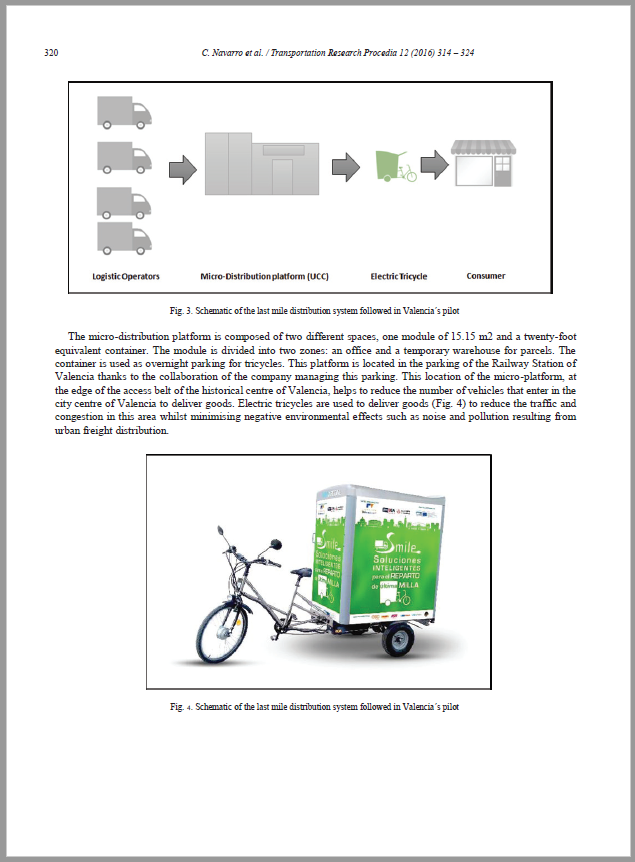 320
C. Navarro et al. / Transportation Research Procedia 12 (2016) 314 – 324
Logistic Operators
Micro-Distribution platform (UCC)
Electric Tricycle
Consumer
Fig. 3. Schematic of the last mile distribution system followed in Valencia´s pilot
The micro-distribution platform is composed of two different spaces, one module of 15.15 m2 and a twenty-foot
equivalent container. The module is divided into two zones: an office and a temporary warehouse for parcels. The
container is used as overnight parking for tricycles. This platform is located in the parking of the Railway Station of
Valencia thanks to the collaboration of the company managing this parking. This location of the micro-platform, at
the edge of the access belt of the historical centre of Valencia, helps to reduce the number of vehicles that enter in the
city centre of Valencia to deliver goods. Electric tricycles are used to deliver goods (Fig. 4) to reduce the traffic and
congestion in this area whilst minimising negative environmental effects such as noise and pollution resulting from
urban freight distribution.
Smile
SOLUCIONES
INTELIGENTES
para el REPARTO
MILLA
Smile
Soluciones
INTELIGENTES
para el REPARTO
de última MILLA
Fig. 4. Schematic of the last mile distribution system followed in Valencia´s pilot